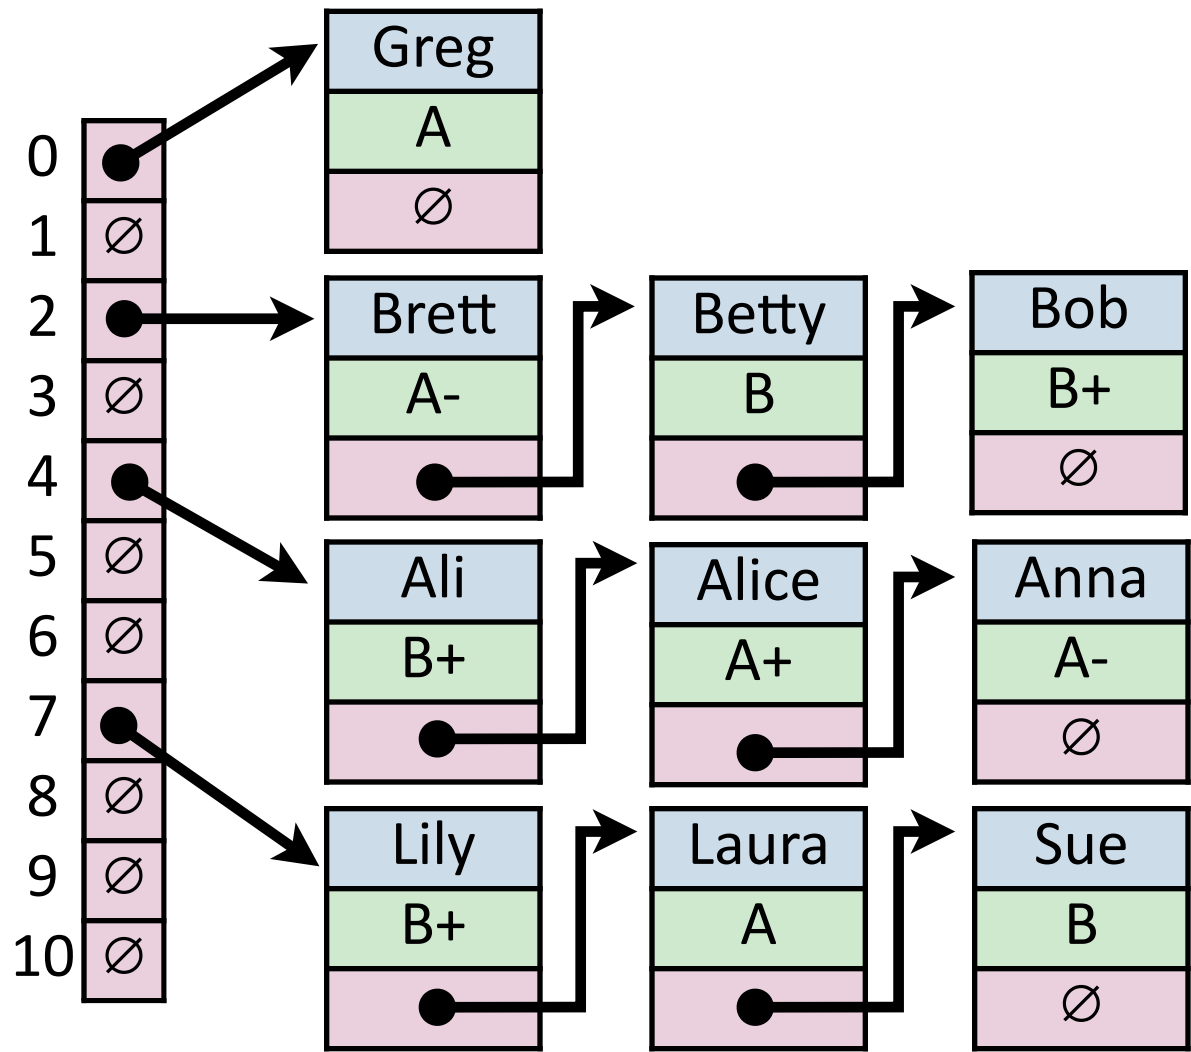 Greg
A
∅
0
1 ∅
2
3 ∅
4
5 ∅
6 ∅
7
8 ∅
9 ∅
10 ∅
Brett
A-
Betty
B
Bob
B+
∅
Ali
B+
Alice
A+
Anna
A-
∅
Lily
B+
Laura
A
Sue
B
∅